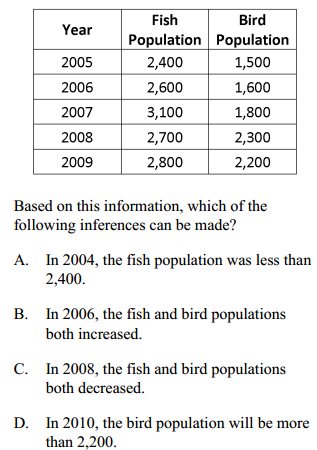 Year Fish Population Bird Population
2005 2,400 1,500
2006 2,600 1,600
2007 3,100 1,800
2008 2,700 2,300
2009 2,800 2,200
Based on this information, which of the
following inferences can be made?
A. In 2004, the fish population was less than
2,400.
B. In 2006, the fish and bird populations
both increased.
C. In 2008, the fish and bird populations
both decreased.
D. In 2010, the bird population will be more
than 2,200.